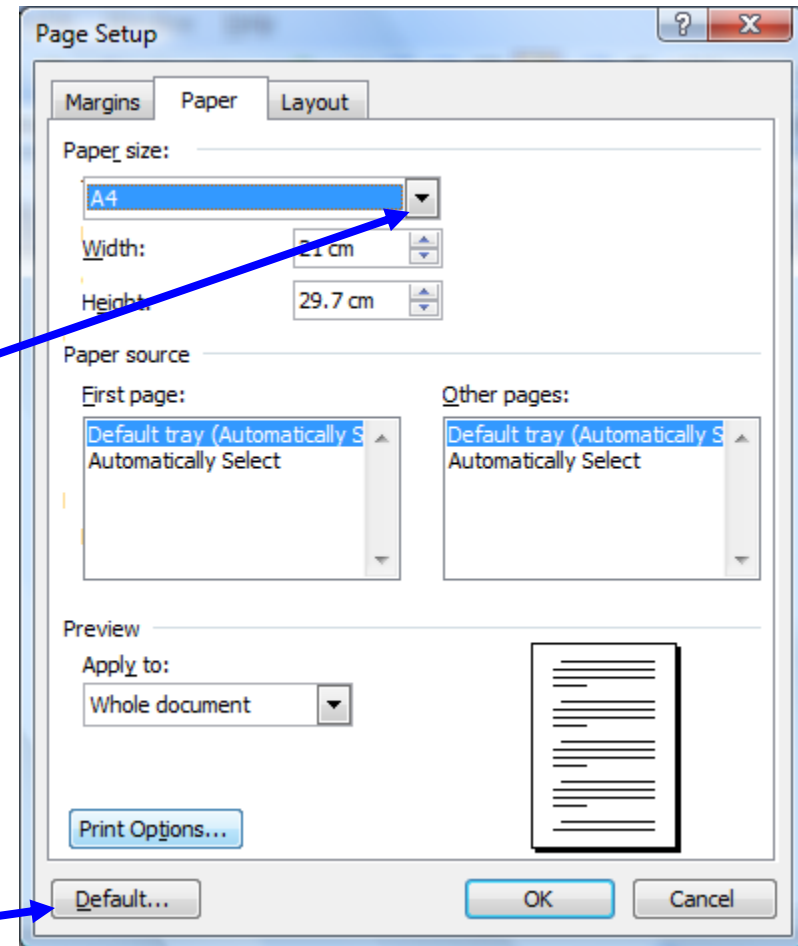 Page Setup
Margins Paper Layout
Paper size:
A4
Width: 21 cm
Height: 29.7 cm
Paper source
First page: Other pages:
Default tray (Automatically S Default tray (Automatically S
Automatically Select Automatically Select
Preview
Apply to:
Whole document
Print Options...
Default... OK Cancel